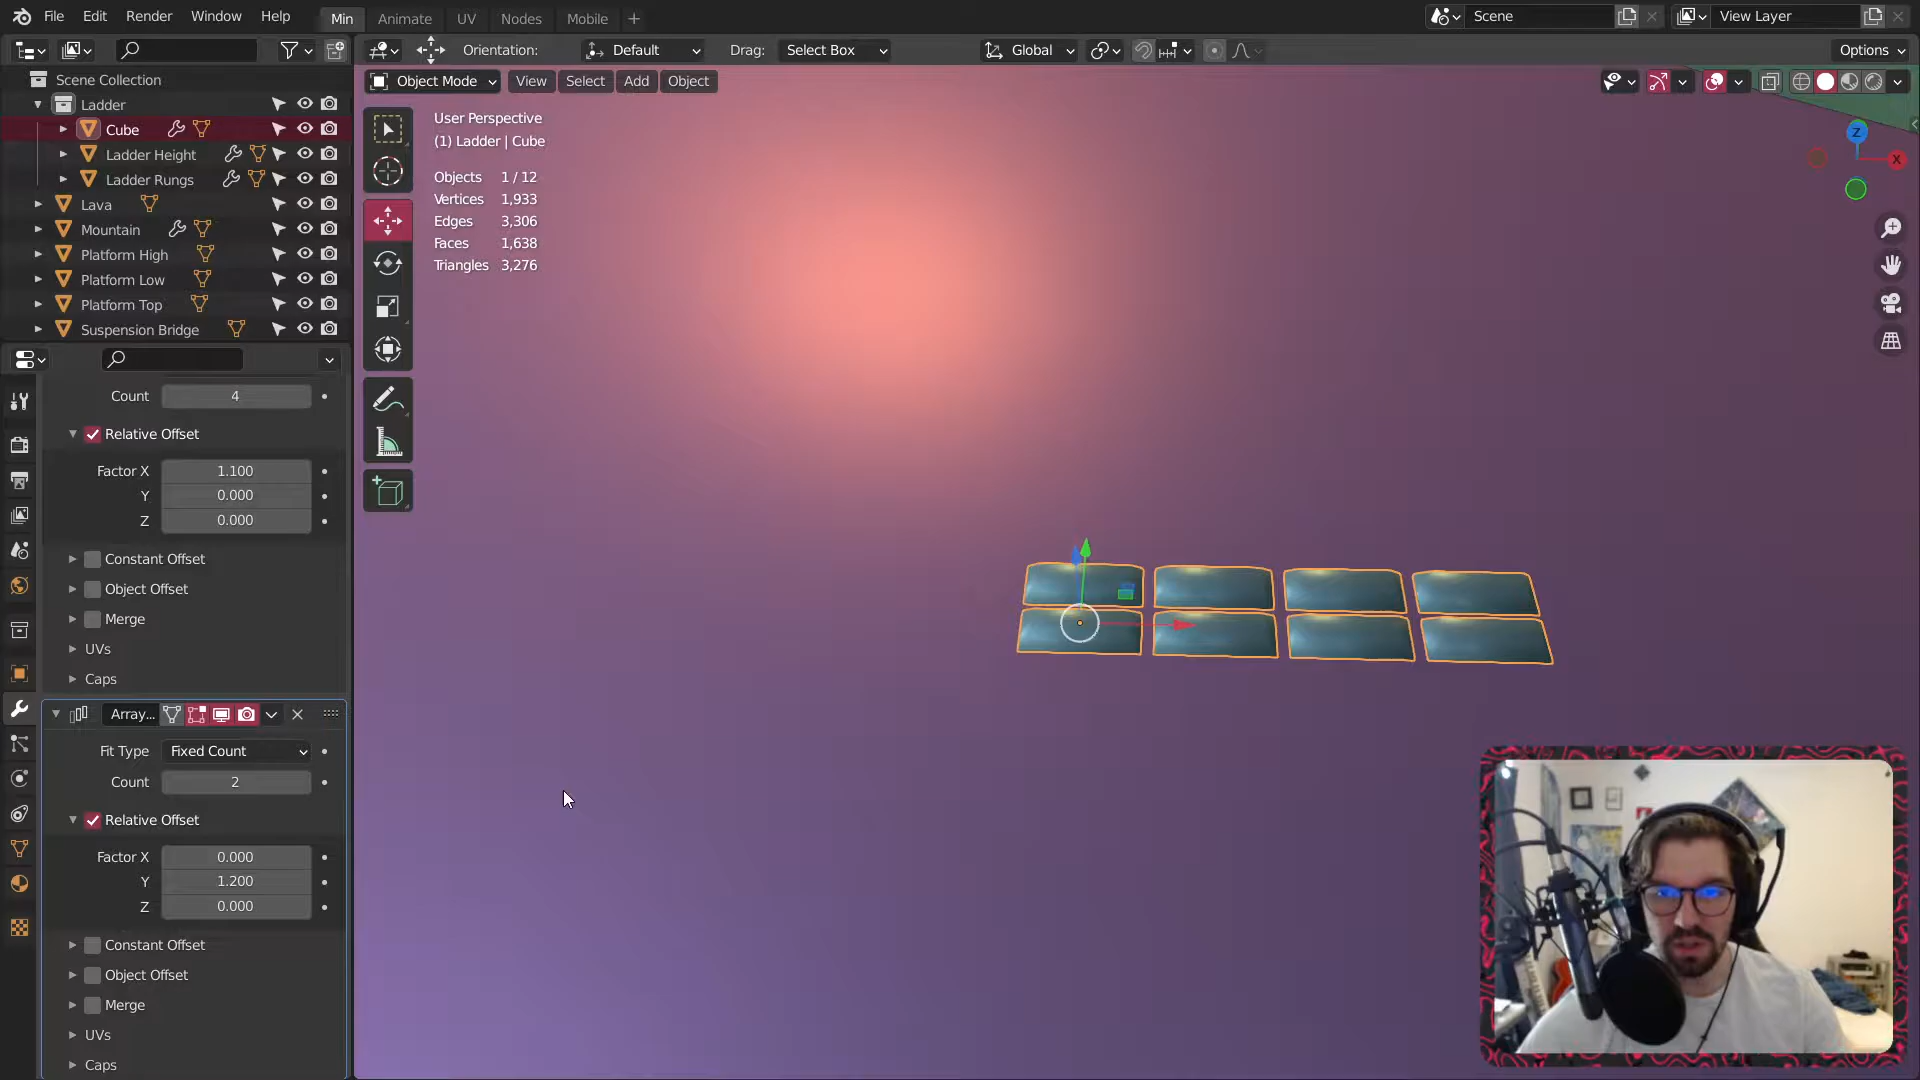 File Edit Render Window Help
Min Animate UV Nodes Mobile
Scene
View Layer
Orientation: Default Drag: Select Box Global Options
Object Mode View Select Add Object
Scene Collection
Ladder
Cube
Ladder Height
Ladder Rungs
Lava
Mountain
Platform High
Platform Low
Platform Top
Suspension Bridge
User Perspective
(1) Ladder | Cube
Objects 1 / 12
Vertices 1,933
Edges 3,306
Faces 1,638
Triangles 3,276
Z
X
Count 4
Relative Offset
Factor X 1.100
Y 0.000
Z 0.000
Constant Offset
Object Offset
Merge
UVs
Caps
Array...
Fit Type Fixed Count
Count 2
Relative Offset
Factor X 0.000
Y 1.200
Z 0.000
Constant Offset
Object Offset
Merge
UVs
Caps